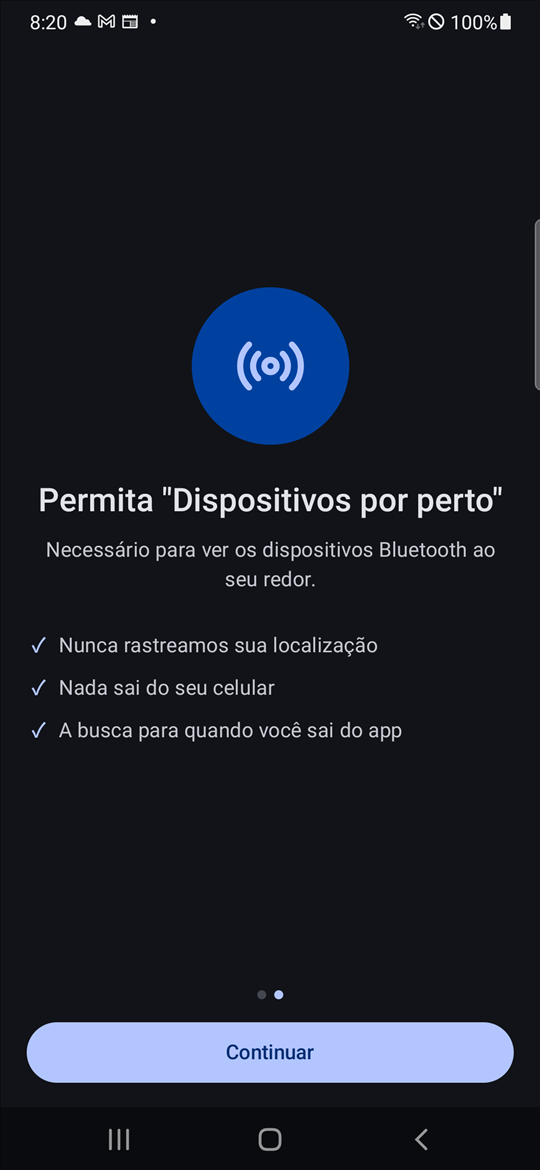 8:20
100%
Permita "Dispositivos por perto"
Necessário para ver os dispositivos Bluetooth ao
seu redor.
✓ Nunca rastreamos sua localização
✓ Nada sai do seu celular
✓ A busca para quando você sai do app
Continuar